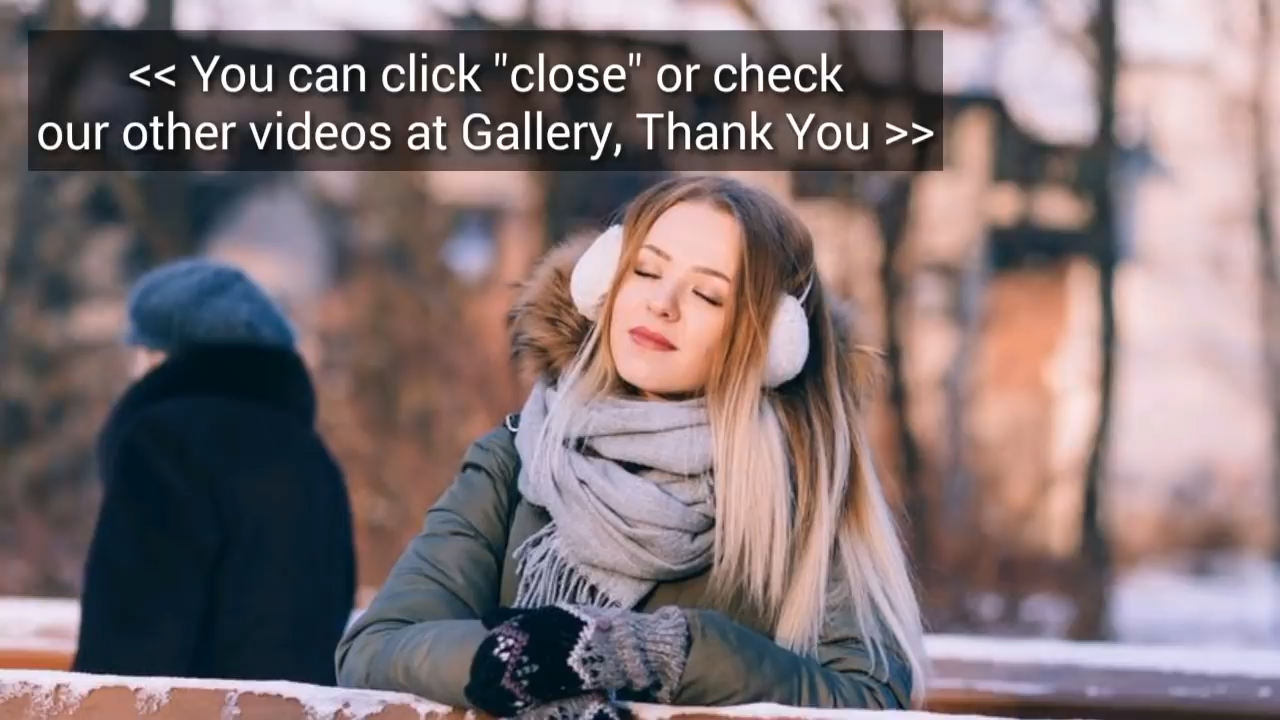 << You can click "close" or check
our other videos at Gallery, Thank You >>